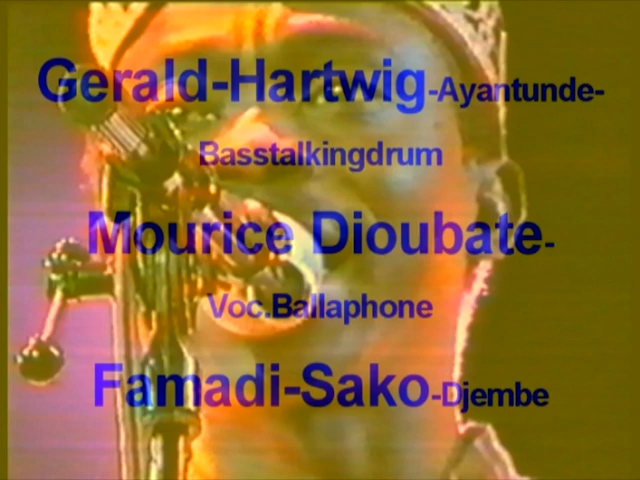 Gerald-Hartwig-Ayantunde-
Basstalkingdrum
Mourice Dioubate-
Voc.Ballaphone
Famadi-Sako-Djembe